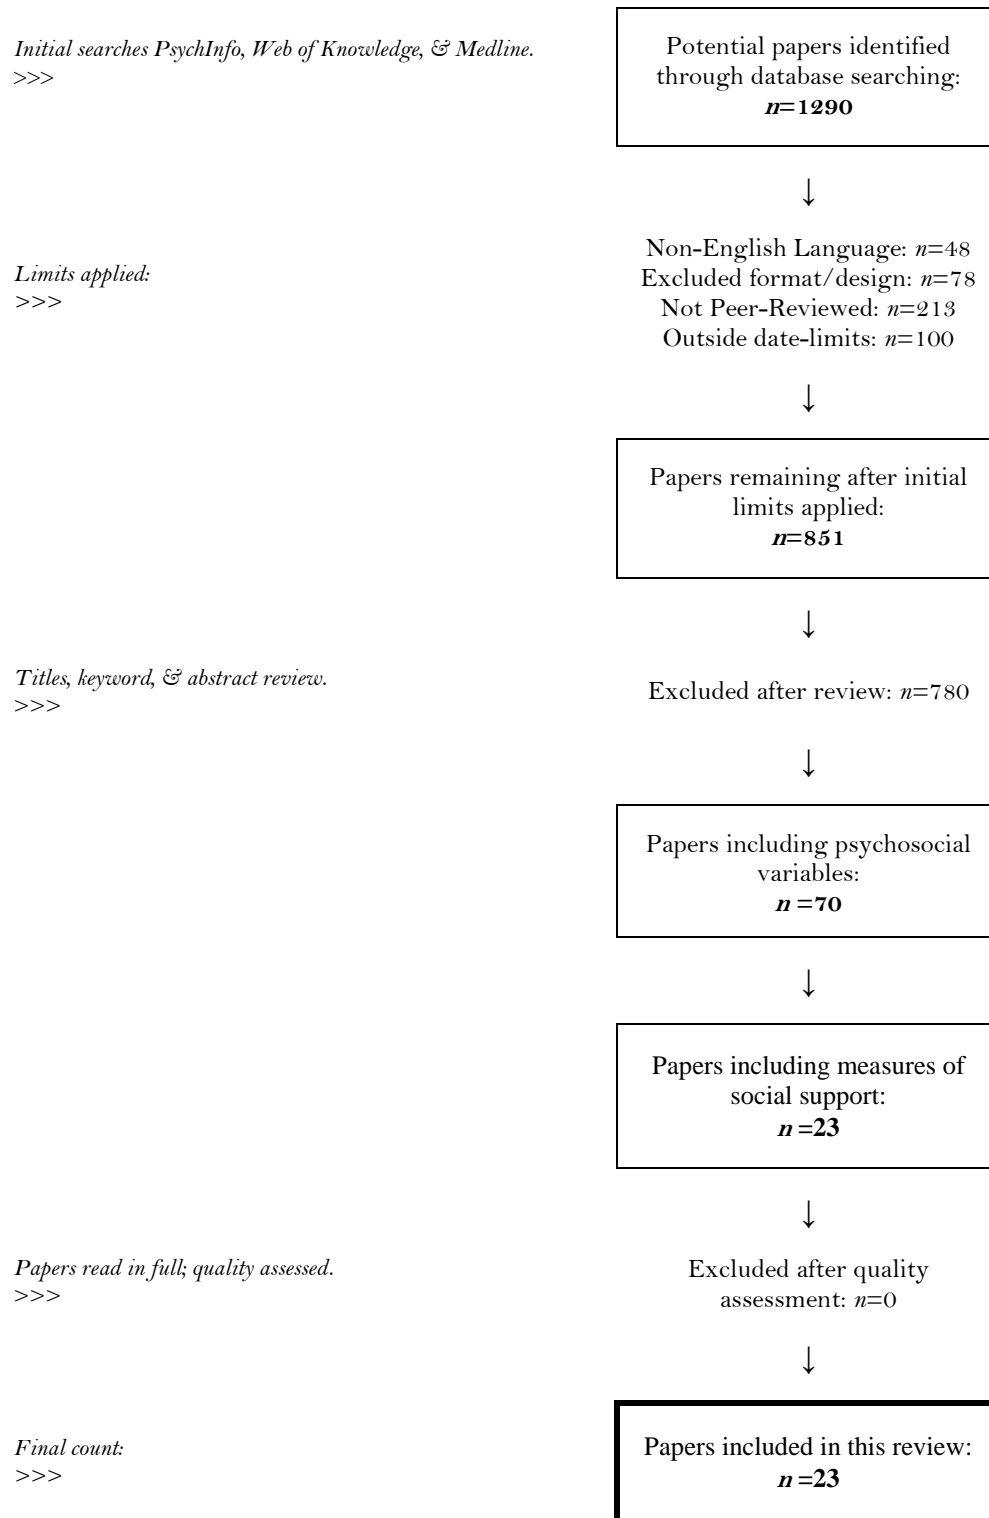 Initial searches PsychInfo, Web of Knowledge, & Medline.
>>>
Potential papers identified
through database searching:
n=1290
↓
Limits applied:
>>>
Non-English Language: n=48
Excluded format/design: n=78
Not Peer-Reviewed: n=213
Outside date-limits: n=100
↓
Papers remaining after initial
limits applied:
n=851
↓
Titles, keyword, & abstract review.
>>>
Excluded after review: n=780
↓
Papers including psychosocial
variables:
n =70
↓
Papers including measures of
social support:
n =23
↓
Papers read in full; quality assessed.
>>>
Excluded after quality
assessment: n=0
↓
Final count:
>>>
Papers included in this review:
n =23